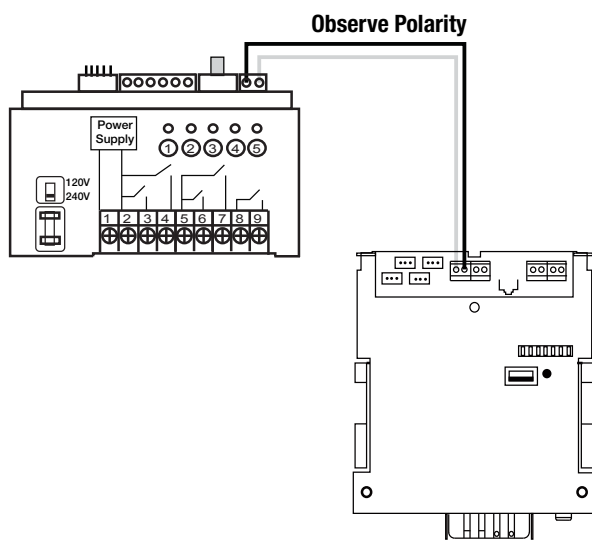 Observe Polarity
Power
Supply
1 2 3 4 5
120V
240V
1 2 3 4 5 6 7 8 9